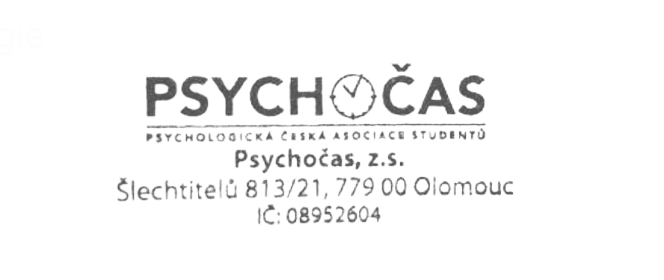 PSYCHOČAS
PSYCHOLOGICKÁ ČESKÁ ASOCIACE STUDENTŮ
Psychočas, z.s.
Šlechtitelů 813/21, 779 00 Olomouc
IČ: 08952604